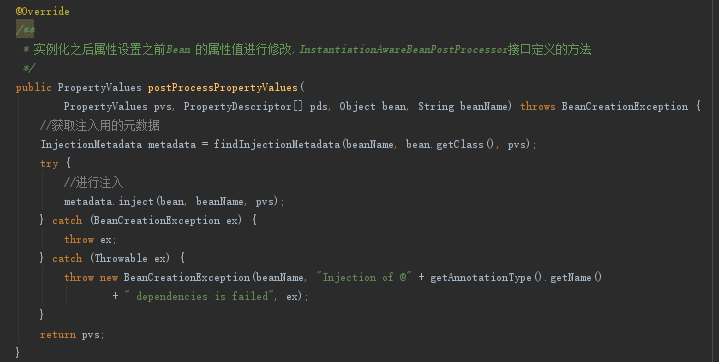 @Override
/**
 * 实例化之后属性设置之前Bean 的属性值进行修改,InstantiationAwareBeanPostProcessor接口定义的方法
 */
public PropertyValues postProcessPropertyValues(
        PropertyValues pvs, PropertyDescriptor[] pds, Object bean, String beanName) throws BeanCreationException {
    //获取注入用的元数据
    InjectionMetadata metadata = findInjectionMetadata(beanName, bean.getClass(), pvs);
    try {
        //进行注入
        metadata.inject(bean, beanName, pvs);
    } catch (BeanCreationException ex) {
        throw ex;
    } catch (Throwable ex) {
        throw new BeanCreationException(beanName, "Injection of @" + getAnnotationType().getName()
                + " dependencies is failed", ex);
    }
    return pvs;
}